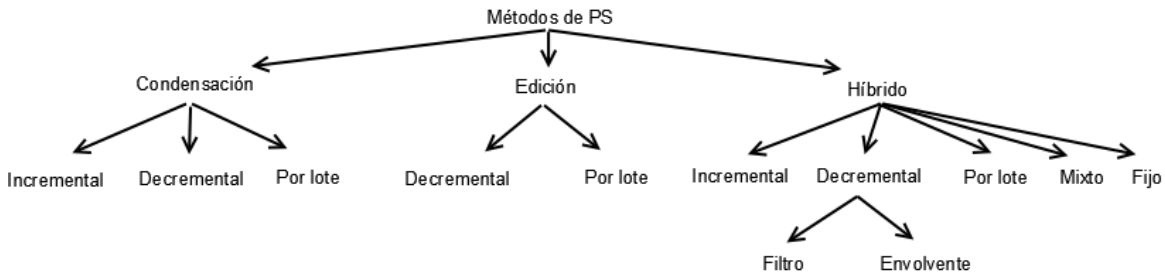 Métodos de PS
Condensación Edición Híbrido
Incremental Decremental Por lote Decremental Por lote Incremental Decremental Por lote Mixto Fijo
Filtro Envolvente